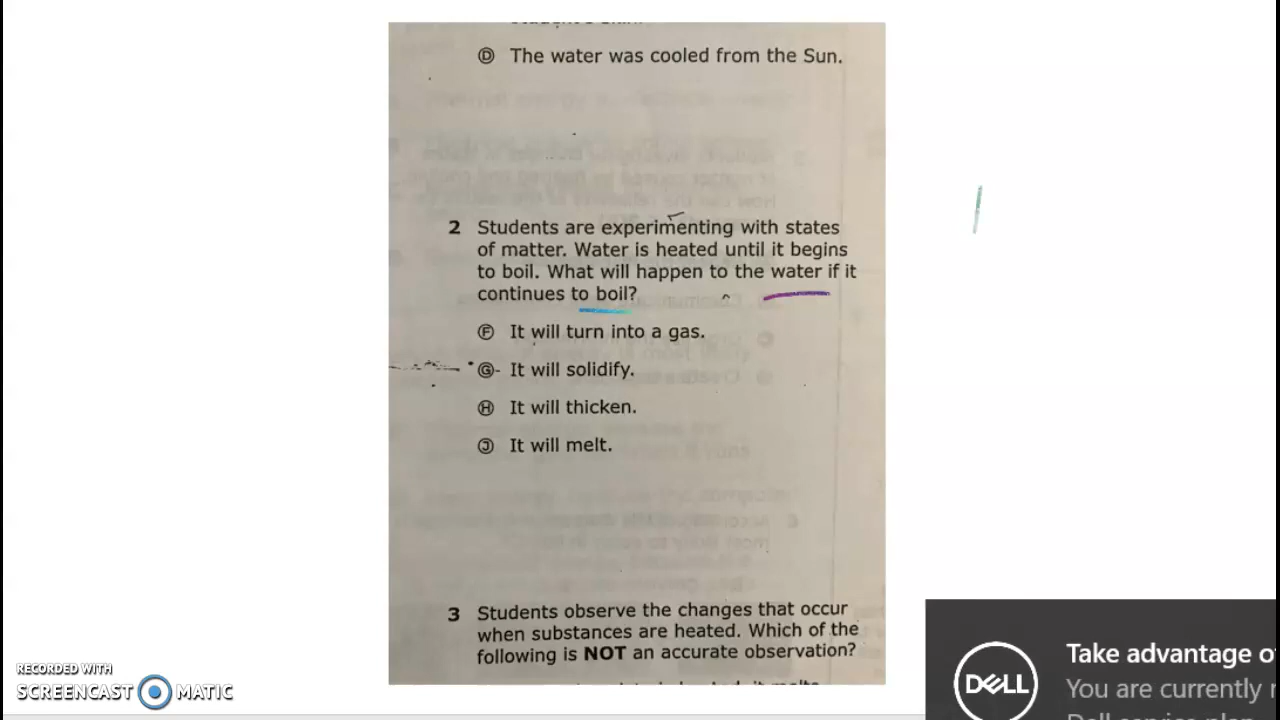 Ⓓ The water was cooled from the Sun.
2 Students are experimenting with states
of matter. Water is heated until it begins
to boil. What will happen to the water if it
continues to boil?
Ⓕ It will turn into a gas.
Ⓖ It will solidify.
Ⓗ It will thicken.
Ⓙ It will melt.
3 Students observe the changes that occur
when substances are heated. Which of the
following is NOT an accurate observation?
RECORDED WITH
SCREENCAST MATIC
DELL
Take advantage o
You are currently